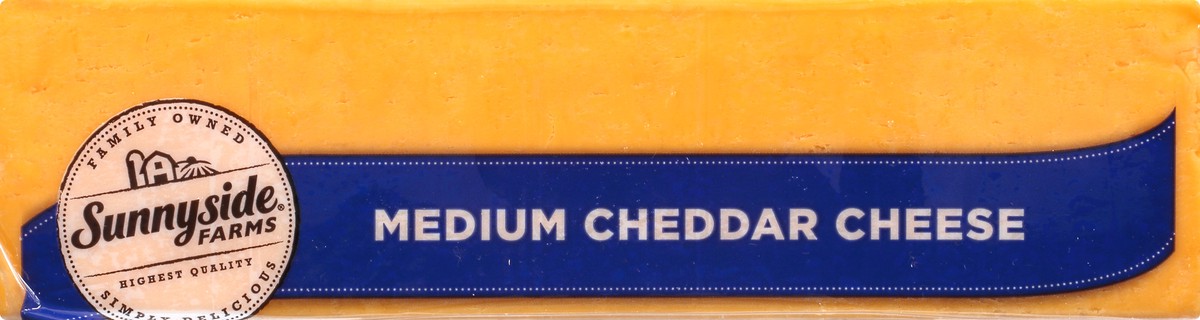 FAMILY OWNED
Sunnyside®
FARMS
HIGHEST QUALITY
SIMPLY DELICIOUS
MEDIUM CHEDDAR CHEESE